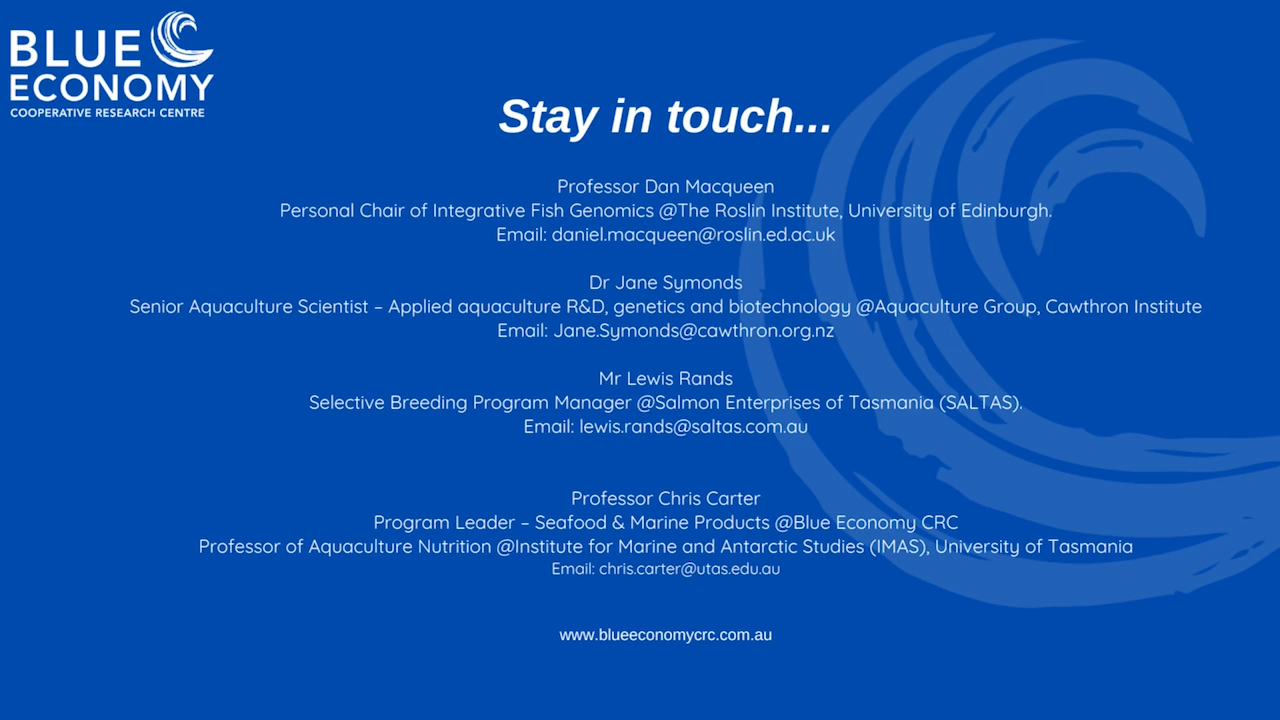 BLUE
ECONOMY
COOPERATIVE RESEARCH CENTRE
Stay in touch...
Professor Dan Macqueen
Personal Chair of Integrative Fish Genomics @The Roslin Institute, University of Edinburgh.
Email: daniel.macqueen@roslin.ed.ac.uk
Dr Jane Symonds
Senior Aquaculture Scientist – Applied aquaculture R&D, genetics and biotechnology @Aquaculture Group, Cawthron Institute
Email: Jane.Symonds@cawthron.org.nz
Mr Lewis Rands
Selective Breeding Program Manager @Salmon Enterprises of Tasmania (SALTAS).
Email: lewis.rands@saltas.com.au
Professor Chris Carter
Program Leader – Seafood & Marine Products @Blue Economy CRC
Professor of Aquaculture Nutrition @Institute for Marine and Antarctic Studies (IMAS), University of Tasmania
Email: chris.carter@utas.edu.au
www.blueeconomycrc.com.au